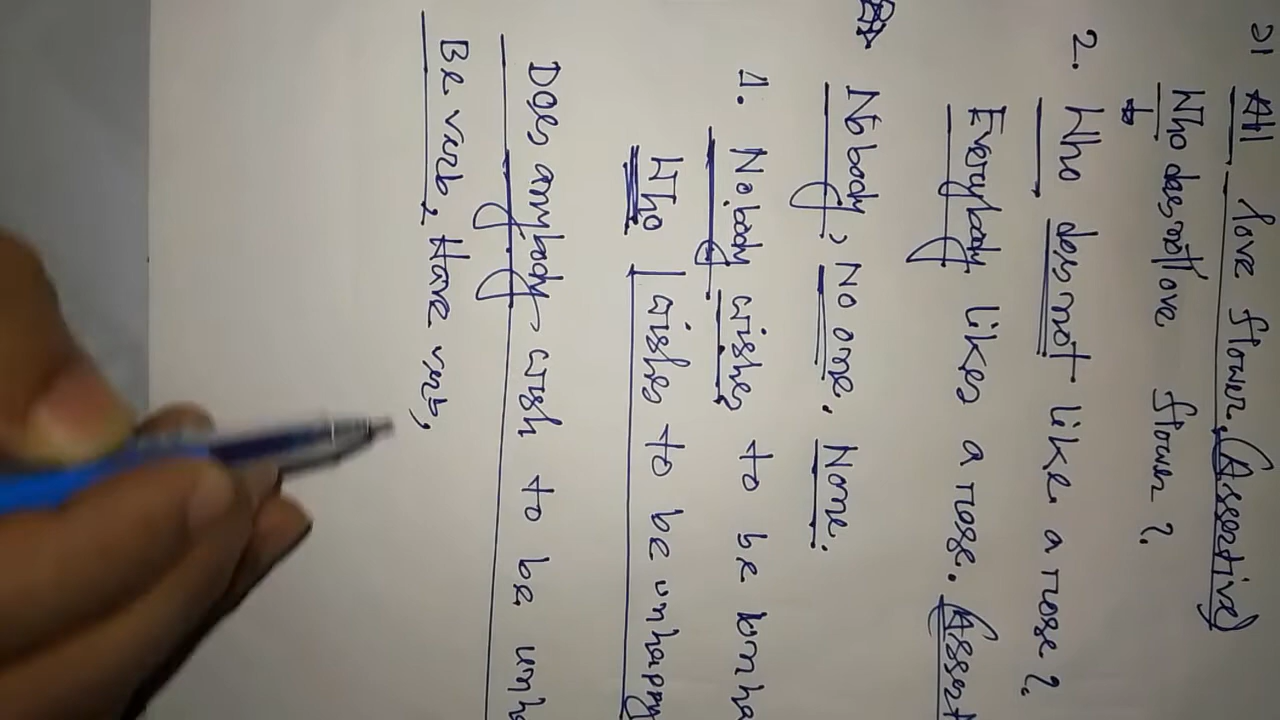 All love flower. (Assertive)
Who does not love flower?
2. Who does not like a rose?
Everybody likes a rose. (Assert
Nobody, No one. None.
1. Nobody wishes to be unha
Who wishes to be unhappy
Does anybody wish to be unh
Be verb, Have verb,